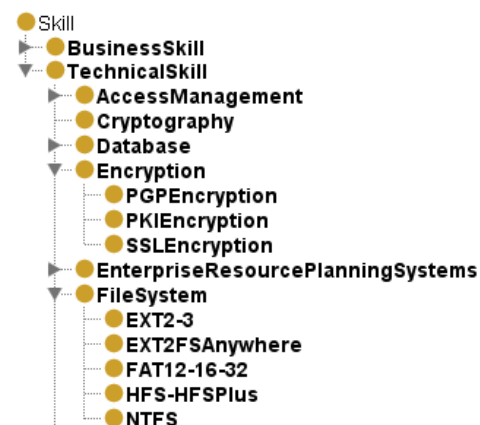 Skill
BusinessSkill
TechnicalSkill
AccessManagement
Cryptography
Database
Encryption
PGPEncryption
PKIEncryption
SSLEncryption
EnterpriseResourcePlanningSystems
FileSystem
EXT2-3
EXT2FSAnywhere
FAT12-16-32
HFS-HFSPlus
NTFS